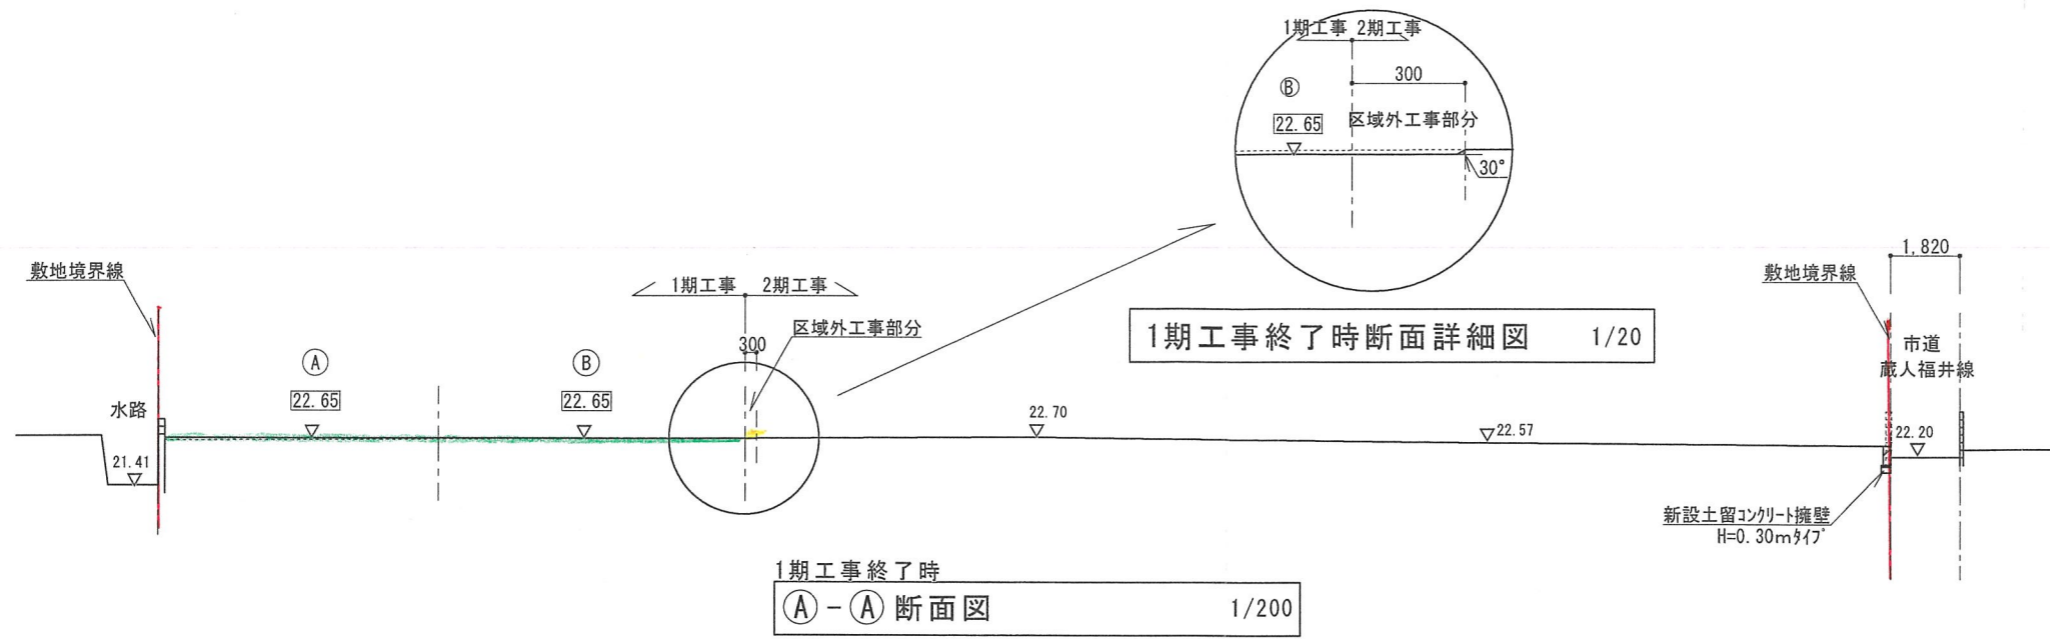 1期工事 2期工事
300
Ⓑ
22.65
区域外工事部分
30°
1期工事終了時断面詳細図 1/20
敷地境界線
1期工事 2期工事
区域外工事部分
300
Ⓐ
22.65
Ⓑ
22.65
水路
21.41
22.70
22.57
1,820
敷地境界線
市道
蔵人福井線
22.20
新設土留コンクリート擁壁
H=0.30mタイプ
1期工事終了時
Ⓐ-Ⓐ断面図 1/200